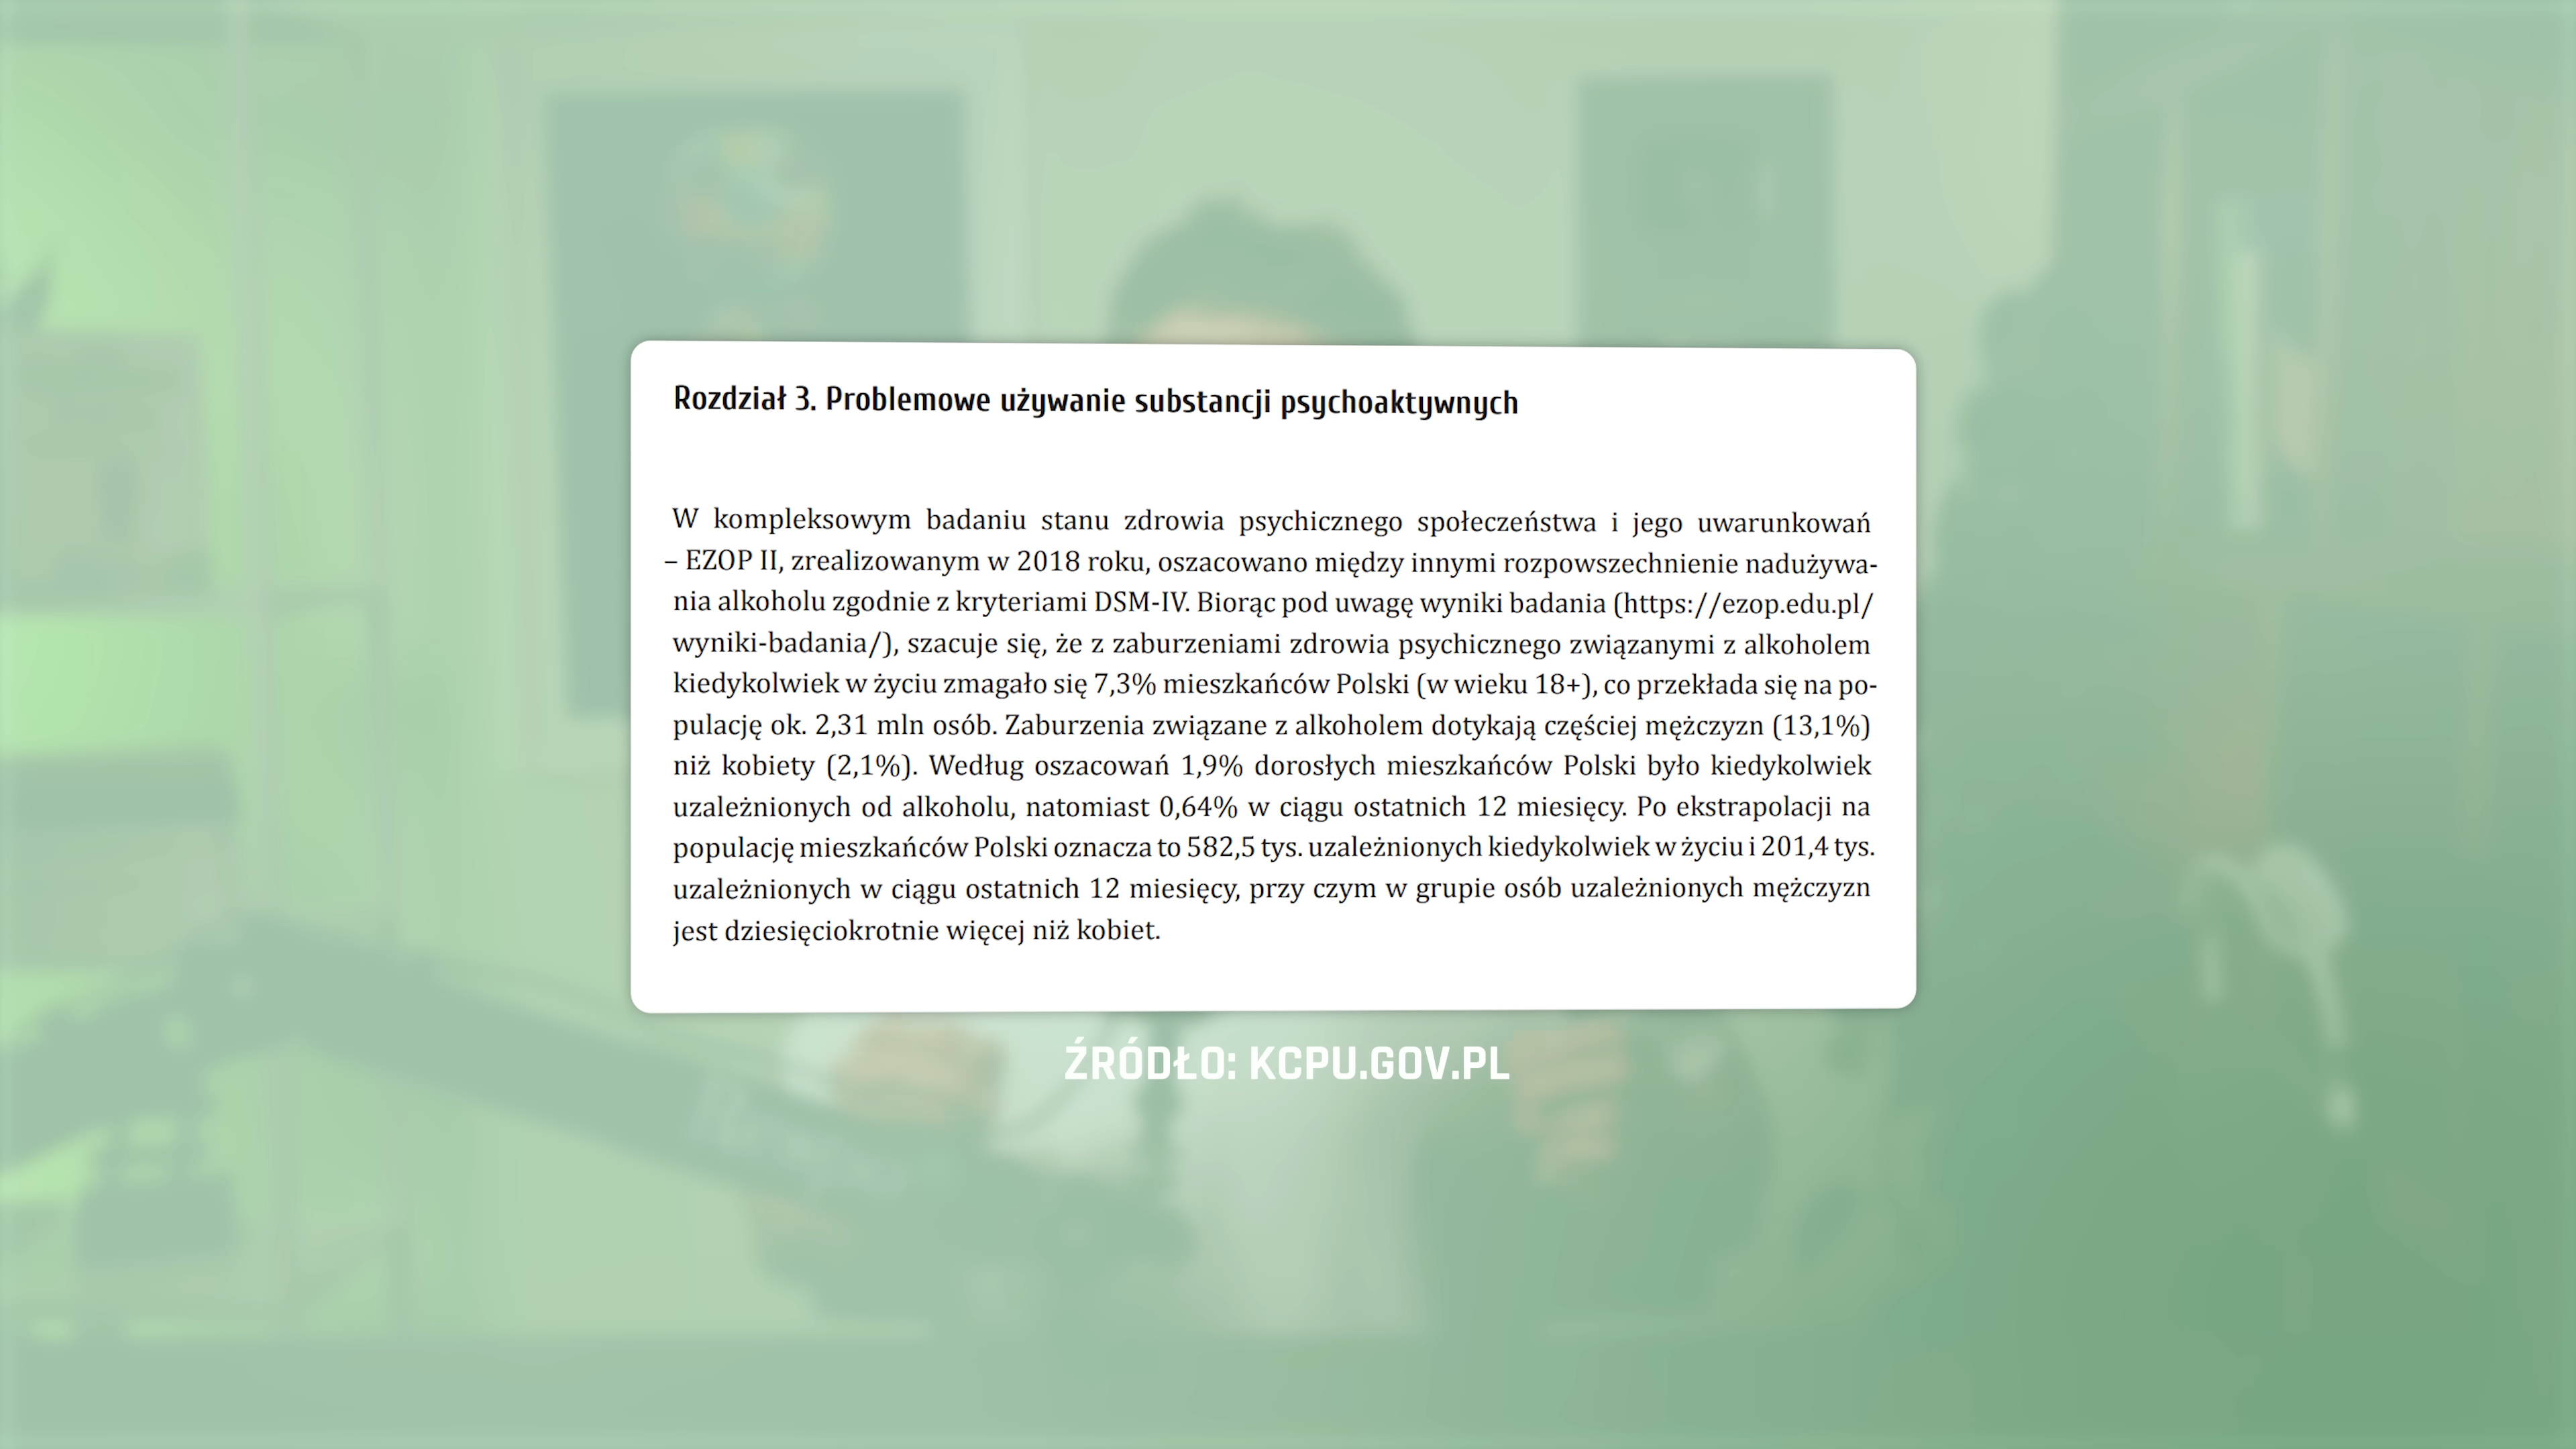 Rozdział 3. Problemowe używanie substancji psychoaktywnych
W kompleksowym badaniu stanu zdrowia psychicznego społeczeństwa i jego uwarunkowań
– EZOP II, zrealizowanym w 2018 roku, oszacowano między innymi rozpowszechnienie nadużywa-
nia alkoholu zgodnie z kryteriami DSM-IV. Biorąc pod uwagę wyniki badania (https://ezop.edu.pl/
wyniki-badania/), szacuje się, że z zaburzeniami zdrowia psychicznego związanymi z alkoholem
kiedykolwiek w życiu zmagało się 7,3% mieszkańców Polski (w wieku 18+), co przekłada się na po-
pulację ok. 2,31 mln osób. Zaburzenia związane z alkoholem dotykają częściej mężczyzn (13,1%)
niż kobiety (2,1%). Według oszacowań 1,9% dorosłych mieszkańców Polski było kiedykolwiek
uzależnionych od alkoholu, natomiast 0,64% w ciągu ostatnich 12 miesięcy. Po ekstrapolacji na
populację mieszkańców Polski oznacza to 582,5 tys. uzależnionych kiedykolwiek w życiu i 201,4 tys.
uzależnionych w ciągu ostatnich 12 miesięcy, przy czym w grupie osób uzależnionych mężczyzn
jest dziesięciokrotnie więcej niż kobiet.
ŹRÓDŁO: KCPU.GOV.PL